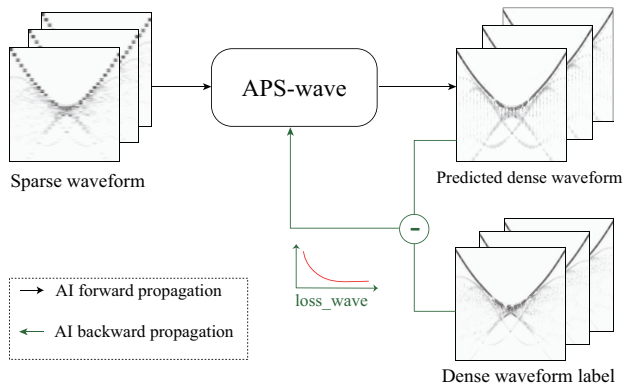 APS-wave
Sparse waveform
Predicted dense waveform
-
loss_wave
AI forward propagation
AI backward propagation
Dense waveform label